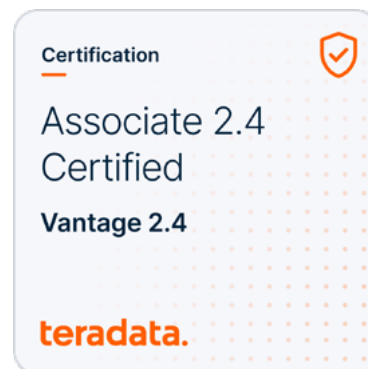 Certification
Associate 2.4
Certified
Vantage 2.4
teradata.